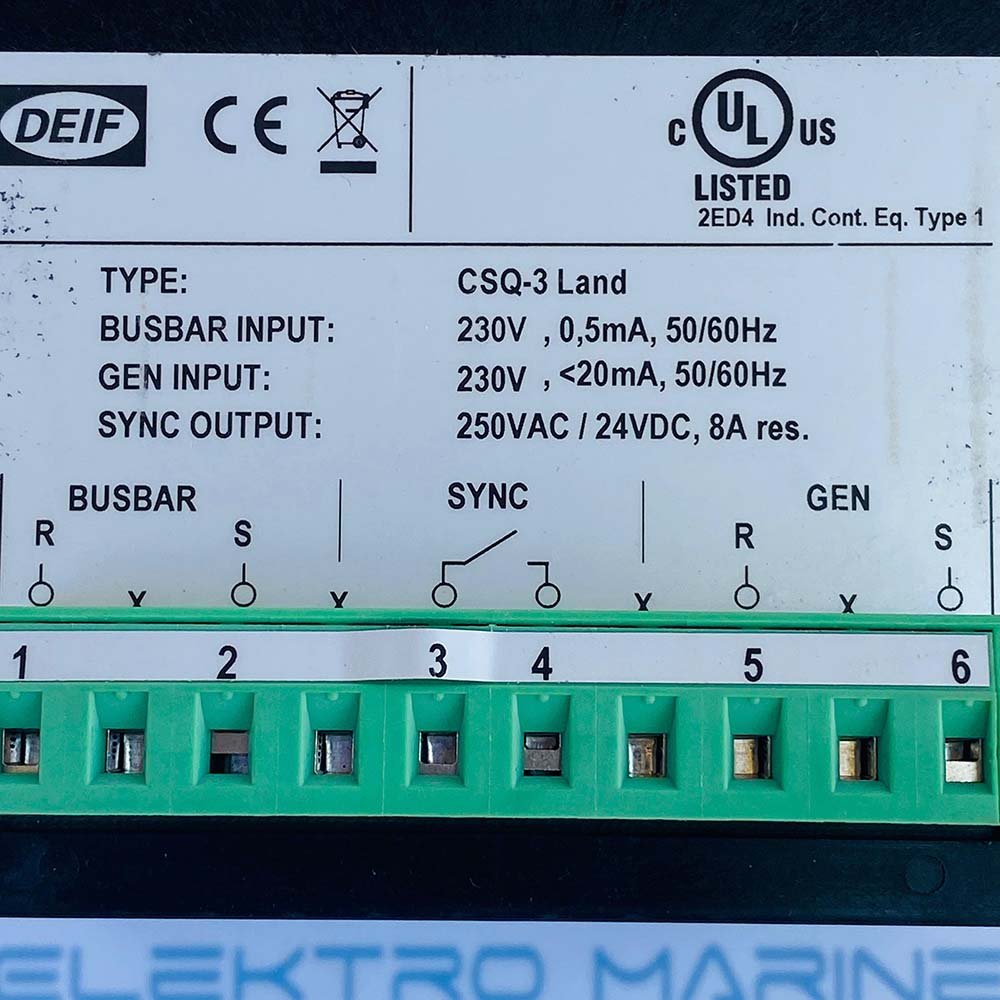 DEIF CE
C UL US
LISTED
2ED4 Ind. Cont. Eq. Type 1
TYPE: CSQ-3 Land
BUSBAR INPUT: 230V , 0,5mA, 50/60Hz
GEN INPUT: 230V , <20mA, 50/60Hz
SYNC OUTPUT: 250VAC / 24VDC, 8A res.
BUSBAR SYNC GEN
R S R S
X X X X
1 2 3 4 5 6
ELEKTRO MARINE